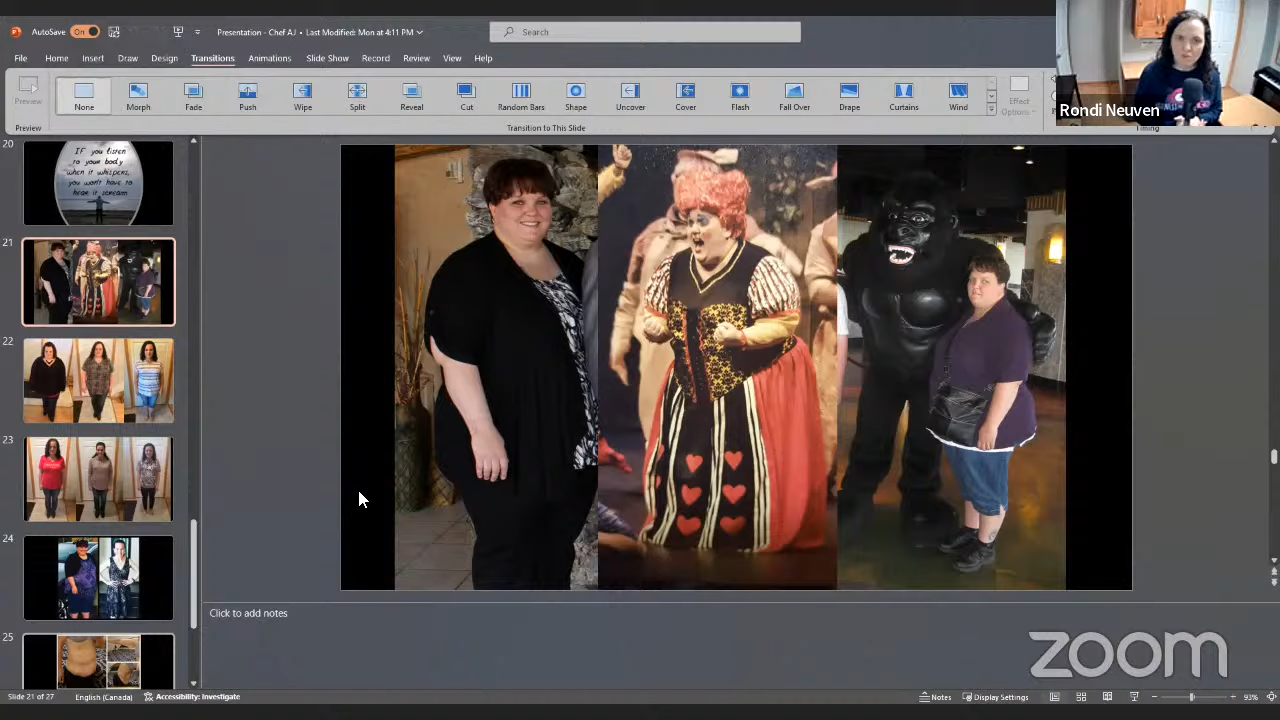 AutoSave On Presentation - Chef AJ • Last Modified: Mon at 4:11 PM Search
File Home Insert Draw Design Transitions Animations Slide Show Record Review View Help
Preview None Morph Fade Push Wipe Split Reveal Cut Random Bars Shape Uncover Cover Flash Fall Over Drape Curtains Wind Effect Options
Preview Transition to This Slide Timing
Rondi Neuven
20
IF you listen
to your body
when it whispers,
you won't have to
hear it scream
21
22
23
24
25
Click to add notes
zoom
Slide 21 of 27 English (Canada) Accessibility: Investigate Notes Display Settings 93%